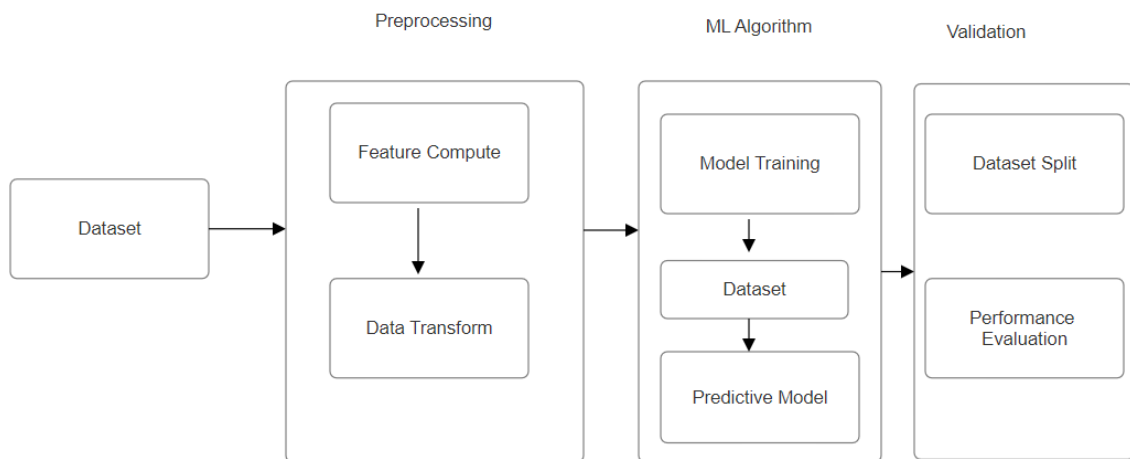 Preprocessing
ML Algorithm
Validation
Dataset
Feature Compute
Data Transform
Model Training
Dataset
Predictive Model
Dataset Split
Performance
Evaluation